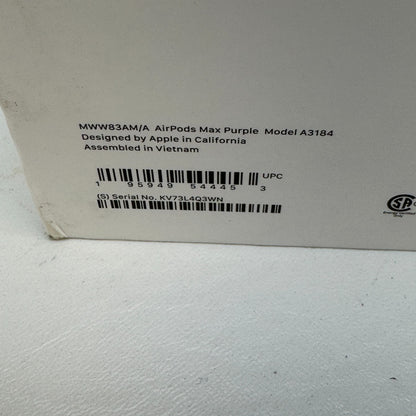 MWW83AM/A AirPods Max Purple Model A3184
Designed by Apple in California
Assembled in Vietnam
UPC
1 95949 54445 3
(S) Serial No. KV73L4Q3WN